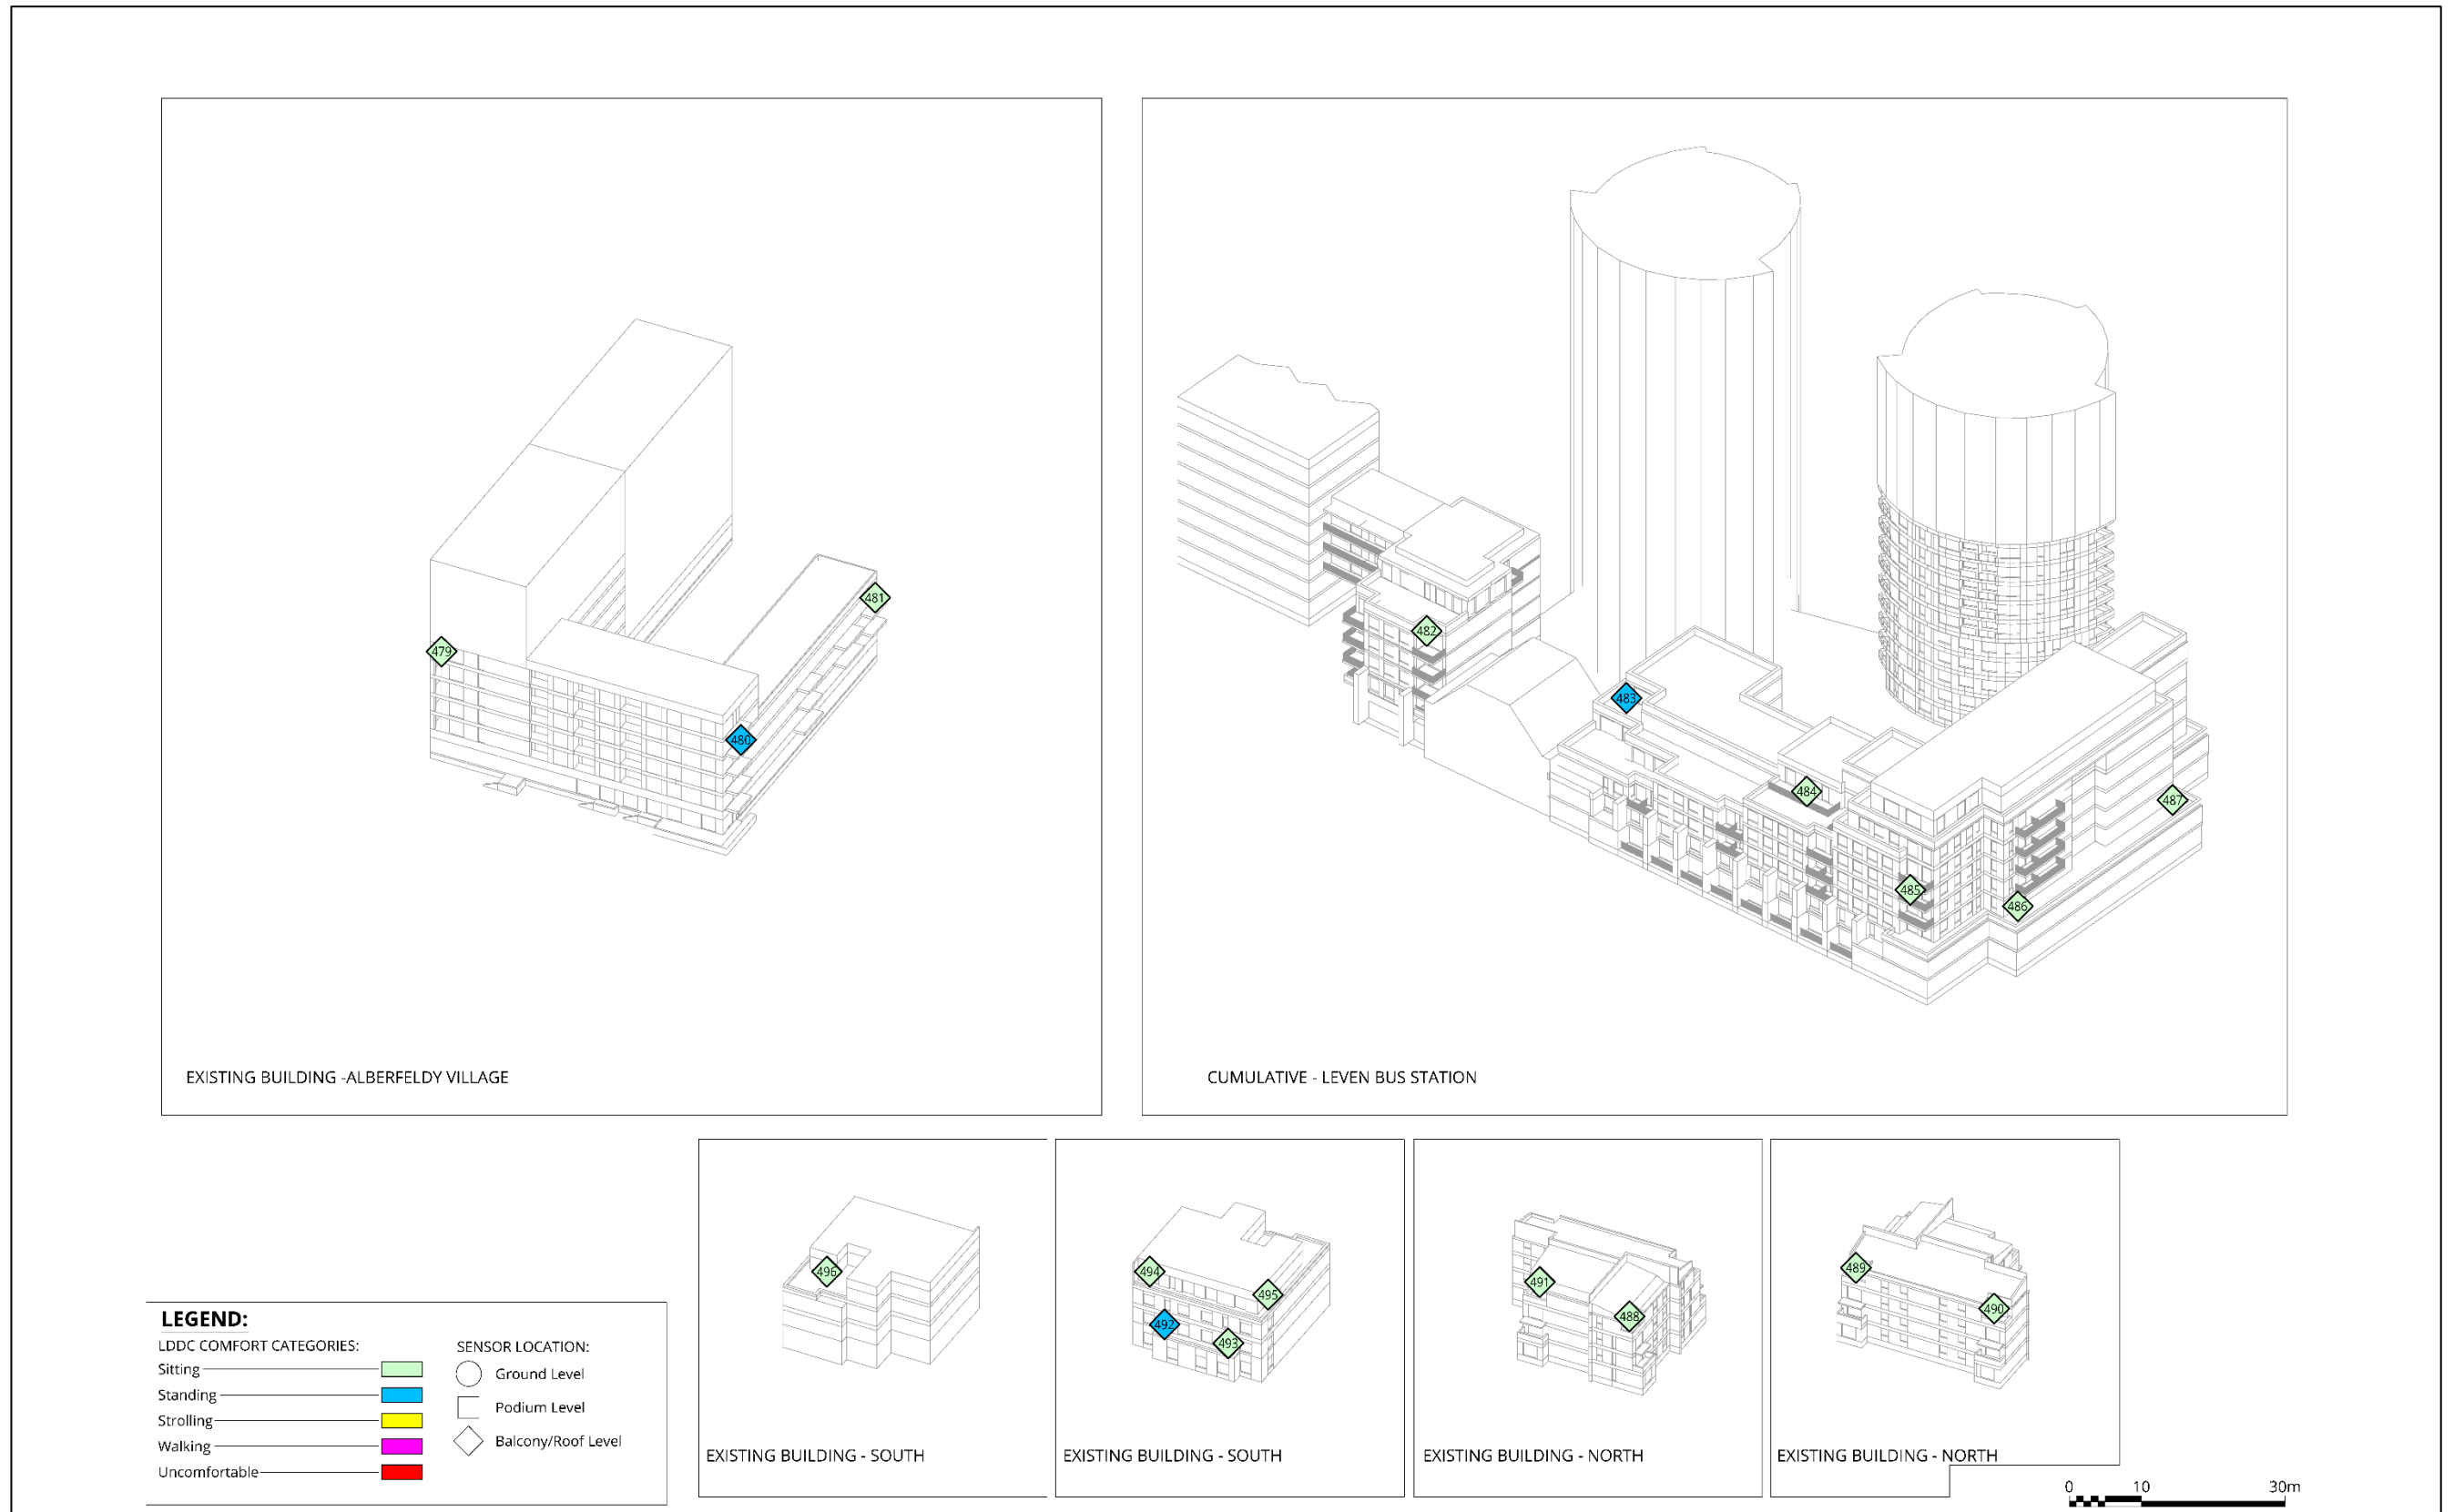 481
479
480
EXISTING BUILDING -ALBERFELDY VILLAGE
482
483
484
487
485
486
CUMULATIVE - LEVEN BUS STATION
496
EXISTING BUILDING - SOUTH
494
495
492
493
EXISTING BUILDING - SOUTH
491
488
EXISTING BUILDING - NORTH
489
490
EXISTING BUILDING - NORTH
LEGEND:
LDDC COMFORT CATEGORIES:
Sitting
Standing
Strolling
Walking
Uncomfortable
SENSOR LOCATION:
Ground Level
Podium Level
Balcony/Roof Level
0 10 30m